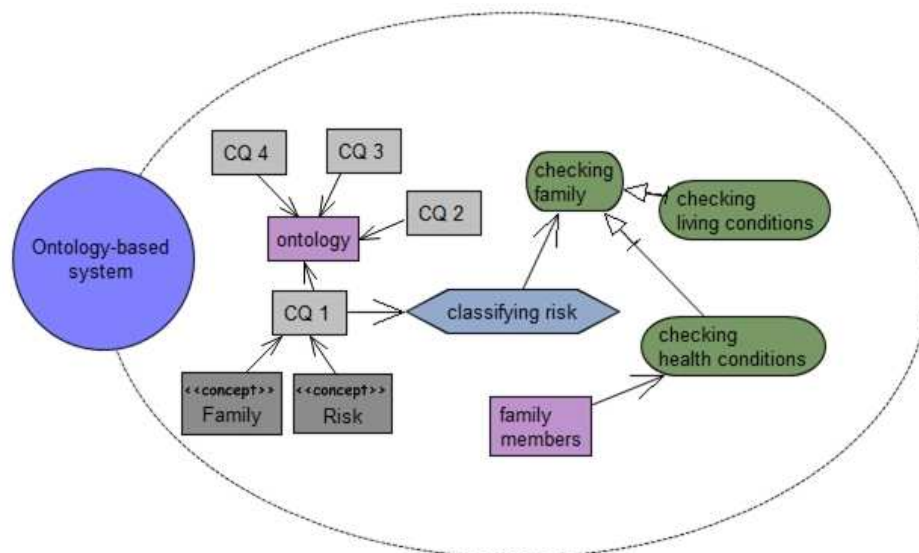 CQ 4
CQ 3
checking
family
CQ 2
checking
living conditions
Ontology-based
system
ontology
CQ 1
classifying risk
checking
health conditions
<<concept>>
Family
<<concept>>
Risk
family
members